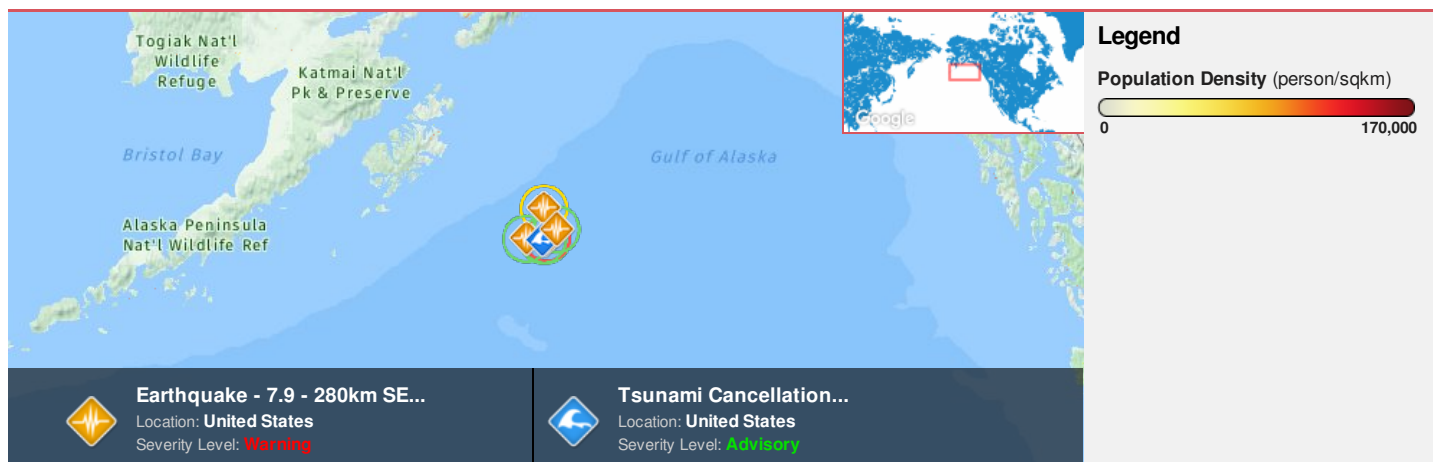 Togiak Nat'l
Wildlife
Refuge
Katmai Nat'l
Pk & Preserve
Bristol Bay
Gulf of Alaska
Alaska Peninsula
Nat'l Wildlife Ref
Google
Legend
Population Density (person/sqkm)
0 170,000
Earthquake - 7.9 - 280km SE...
Location: United States
Severity Level: Warning
Tsunami Cancellation...
Location: United States
Severity Level: Advisory